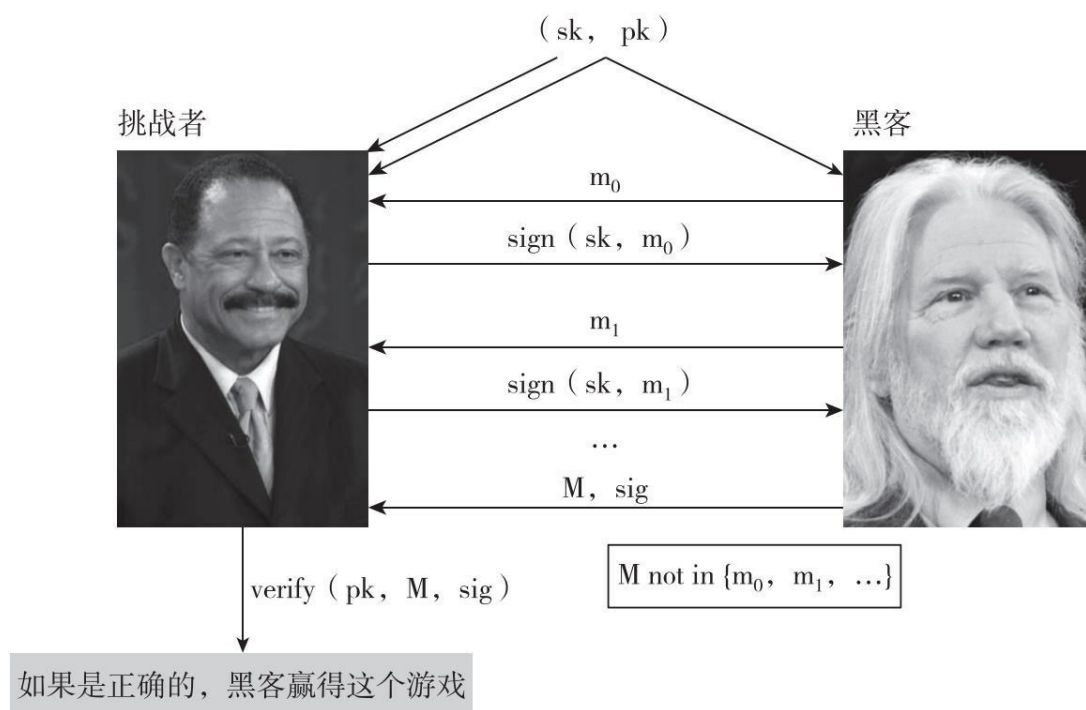 (sk, pk)
挑战者
黑客
m₀
sign(sk, m₀)
m₁
sign(sk, m₁)
…
M, sig
M not in {m₀, m₁, …}
verify(pk, M, sig)
如果是正确的,黑客赢得这个游戏